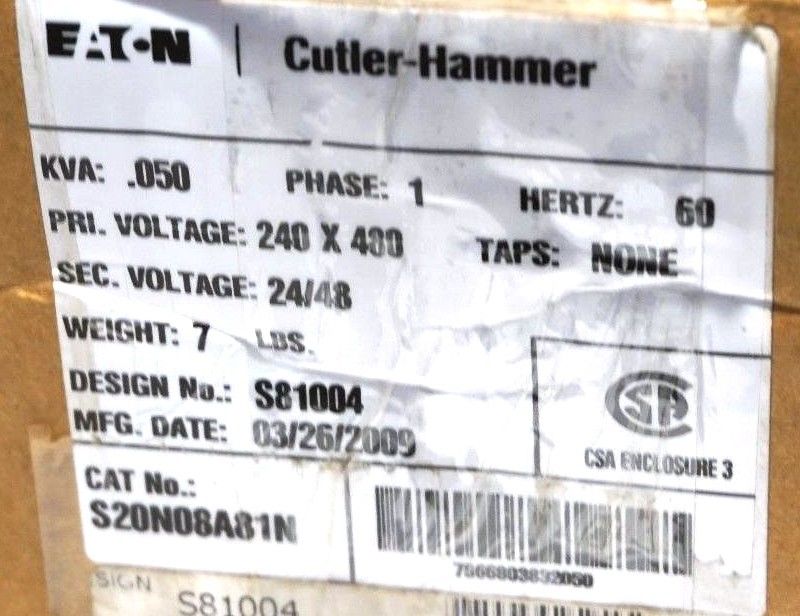 EATON | Cutler-Hammer
KVA: .050 PHASE: 1 HERTZ: 60
PRI. VOLTAGE: 240 X 480 TAPS: NONE
SEC. VOLTAGE: 24/48
WEIGHT: 7 LBS.
DESIGN No.: S81004
MFG. DATE: 03/26/2009
CSA ENCLOSURE 3
CAT No.:
S20N08A81N
SIGN S81004